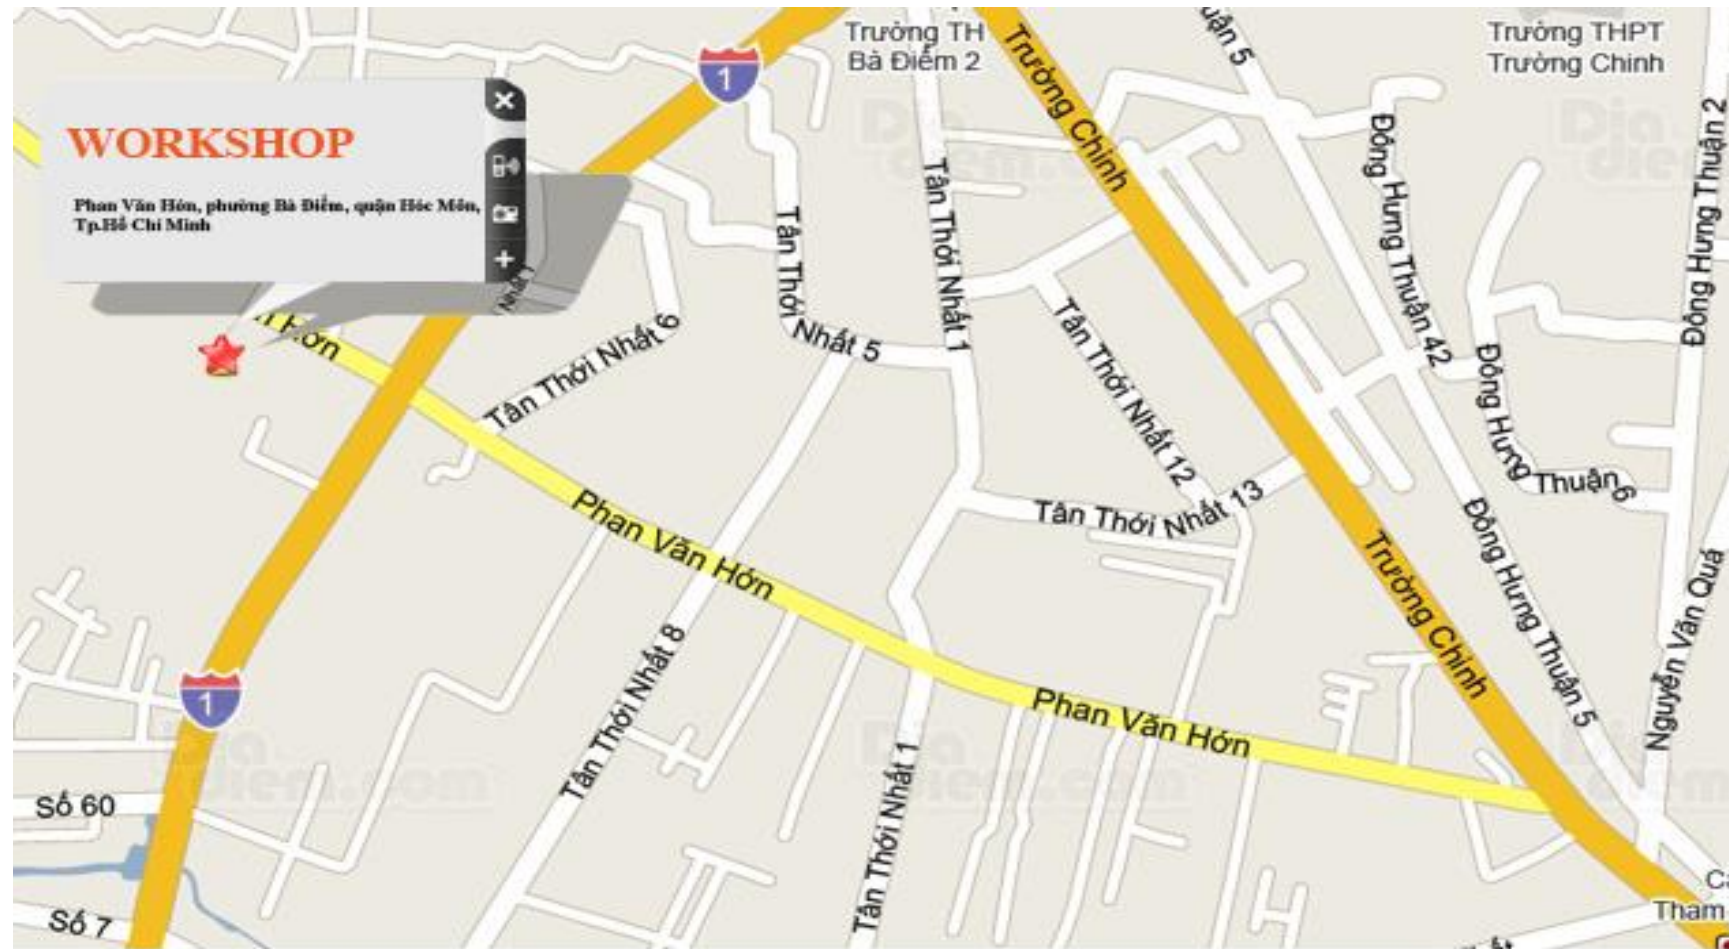 Trường TH
Bà Điểm 2
Trường THPT
Trường Chinh
1
WORKSHOP
Phan Văn Hớn, phường Bà Điểm, quận Hóc Môn,
Tp.Hồ Chí Minh
Trường Chinh
Đông Hưng Thuận 2
Đông Hưng Thuận 42
Tân Thới Nhất 1
Tân Thới Nhất 5
Tân Thới Nhất 6
Tân Thới Nhất 12
Đông Hưng Thuận 6
Tân Thới Nhất 13
Phan Văn Hớn
Đông Hưng Thuận 5
Trường Chinh
Nguyễn Văn Quá
Tân Thới Nhất 8
1
Phan Văn Hớn
Tân Thới Nhất 1
Dia
diem.com
Số 60
Số 7
Tham